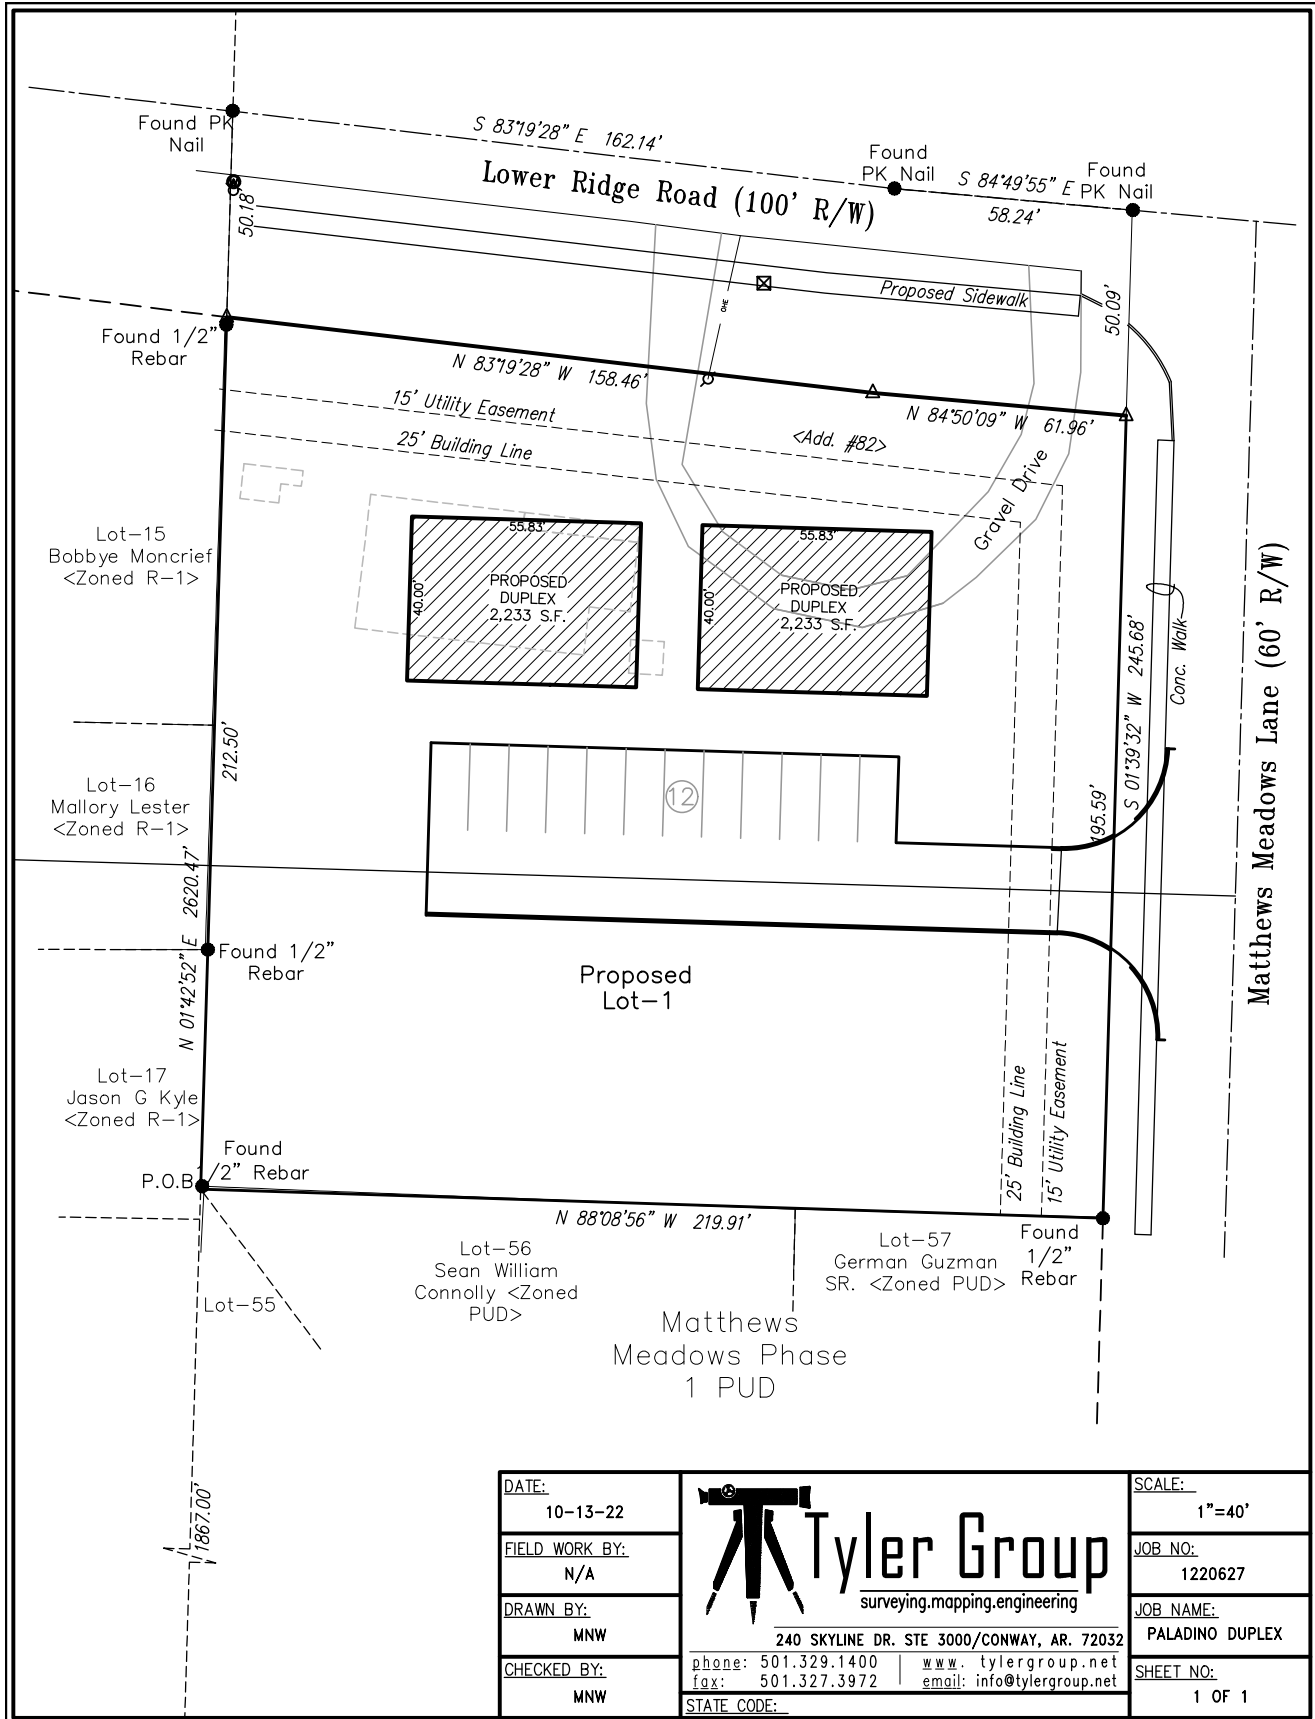 Found PK
Nail
S 83°19'28" E 162.14'
Found
PK Nail
S 84°49'55" E
58.24'
Found
PK Nail
Lower Ridge Road (100' R/W)
50.18'
Proposed Sidewalk
50.09'
OHE
Found 1/2"
Rebar
N 83°19'28" W 158.46'
N 84°50'09" W 61.96'
15' Utility Easement
<Add. #82>
25' Building Line
Gravel Drive
Lot-15
Bobbye Moncrief
<Zoned R-1>
55.83'
40.00'
PROPOSED
DUPLEX
2,233 S.F.
55.83'
40.00'
PROPOSED
DUPLEX
2,233 S.F.
S 01°39'32" W 245.68'
Conc. Walk
Matthews Meadows Lane (60' R/W)
212.50'
Lot-16
Mallory Lester
<Zoned R-1>
12
195.59'
N 01°42'52" E 2620.47'
Found 1/2"
Rebar
Proposed
Lot-1
Lot-17
Jason G Kyle
<Zoned R-1>
25' Building Line
15' Utility Easement
Found
1/2" Rebar
P.O.B.
N 88°08'56" W 219.91'
Found
1/2"
Rebar
Lot-56
Sean William
Connolly <Zoned
PUD>
Lot-57
German Guzman
SR. <Zoned PUD>
Lot-55
Matthews
Meadows Phase
1 PUD
1867.00'
DATE:
10-13-22
FIELD WORK BY:
N/A
DRAWN BY:
MNW
CHECKED BY:
MNW
Tyler Group
surveying.mapping.engineering
240 SKYLINE DR. STE 3000/CONWAY, AR. 72032
phone: 501.329.1400 | www. tylergroup.net
fax: 501.327.3972 email: info@tylergroup.net
STATE CODE:
SCALE:
1"=40'
JOB NO:
1220627
JOB NAME:
PALADINO DUPLEX
SHEET NO:
1 OF 1